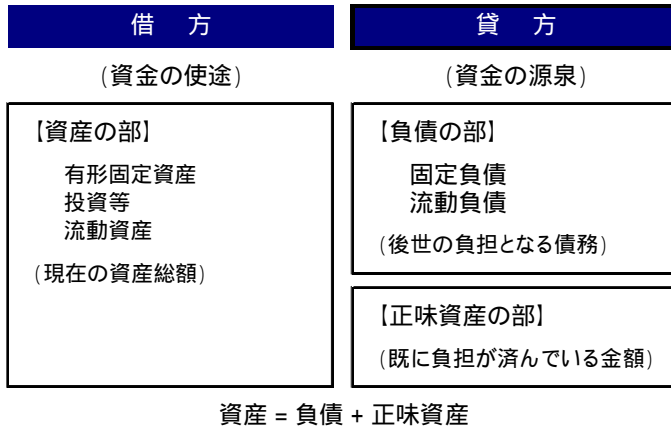 借　方
(資金の使途)
【資産の部】
有形固定資産
投資等
流動資産
(現在の資産総額)
貸　方
(資金の源泉)
【負債の部】
固定負債
流動負債
(後世の負担となる債務)
【正味資産の部】
(既に負担が済んでいる金額)
資産 = 負債 + 正味資産